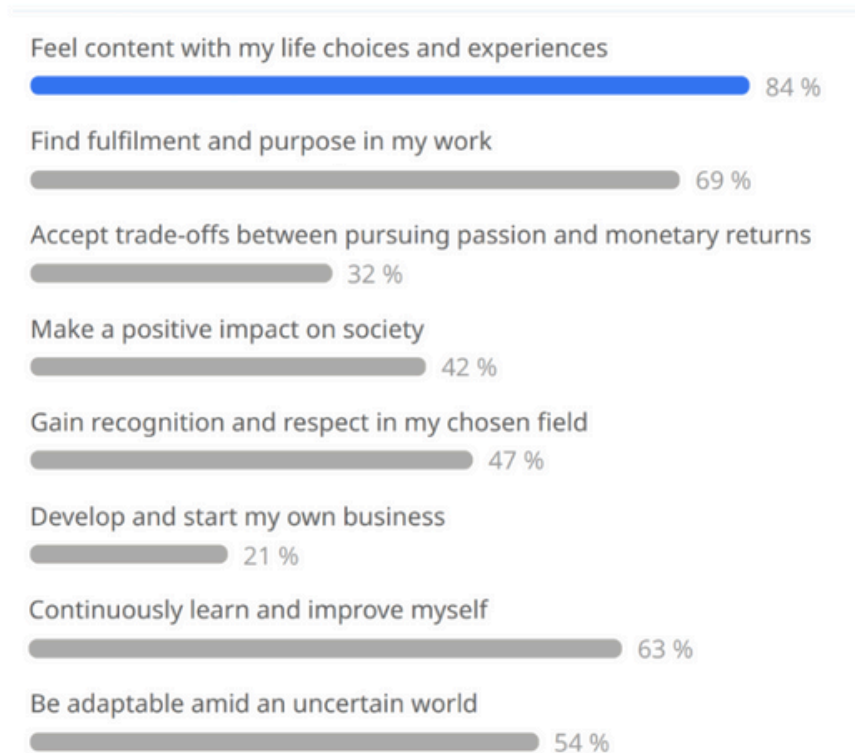 Feel content with my life choices and experiences
84 %
Find fulfilment and purpose in my work
69 %
Accept trade-offs between pursuing passion and monetary returns
32 %
Make a positive impact on society
42 %
Gain recognition and respect in my chosen field
47 %
Develop and start my own business
21 %
Continuously learn and improve myself
63 %
Be adaptable amid an uncertain world
54 %